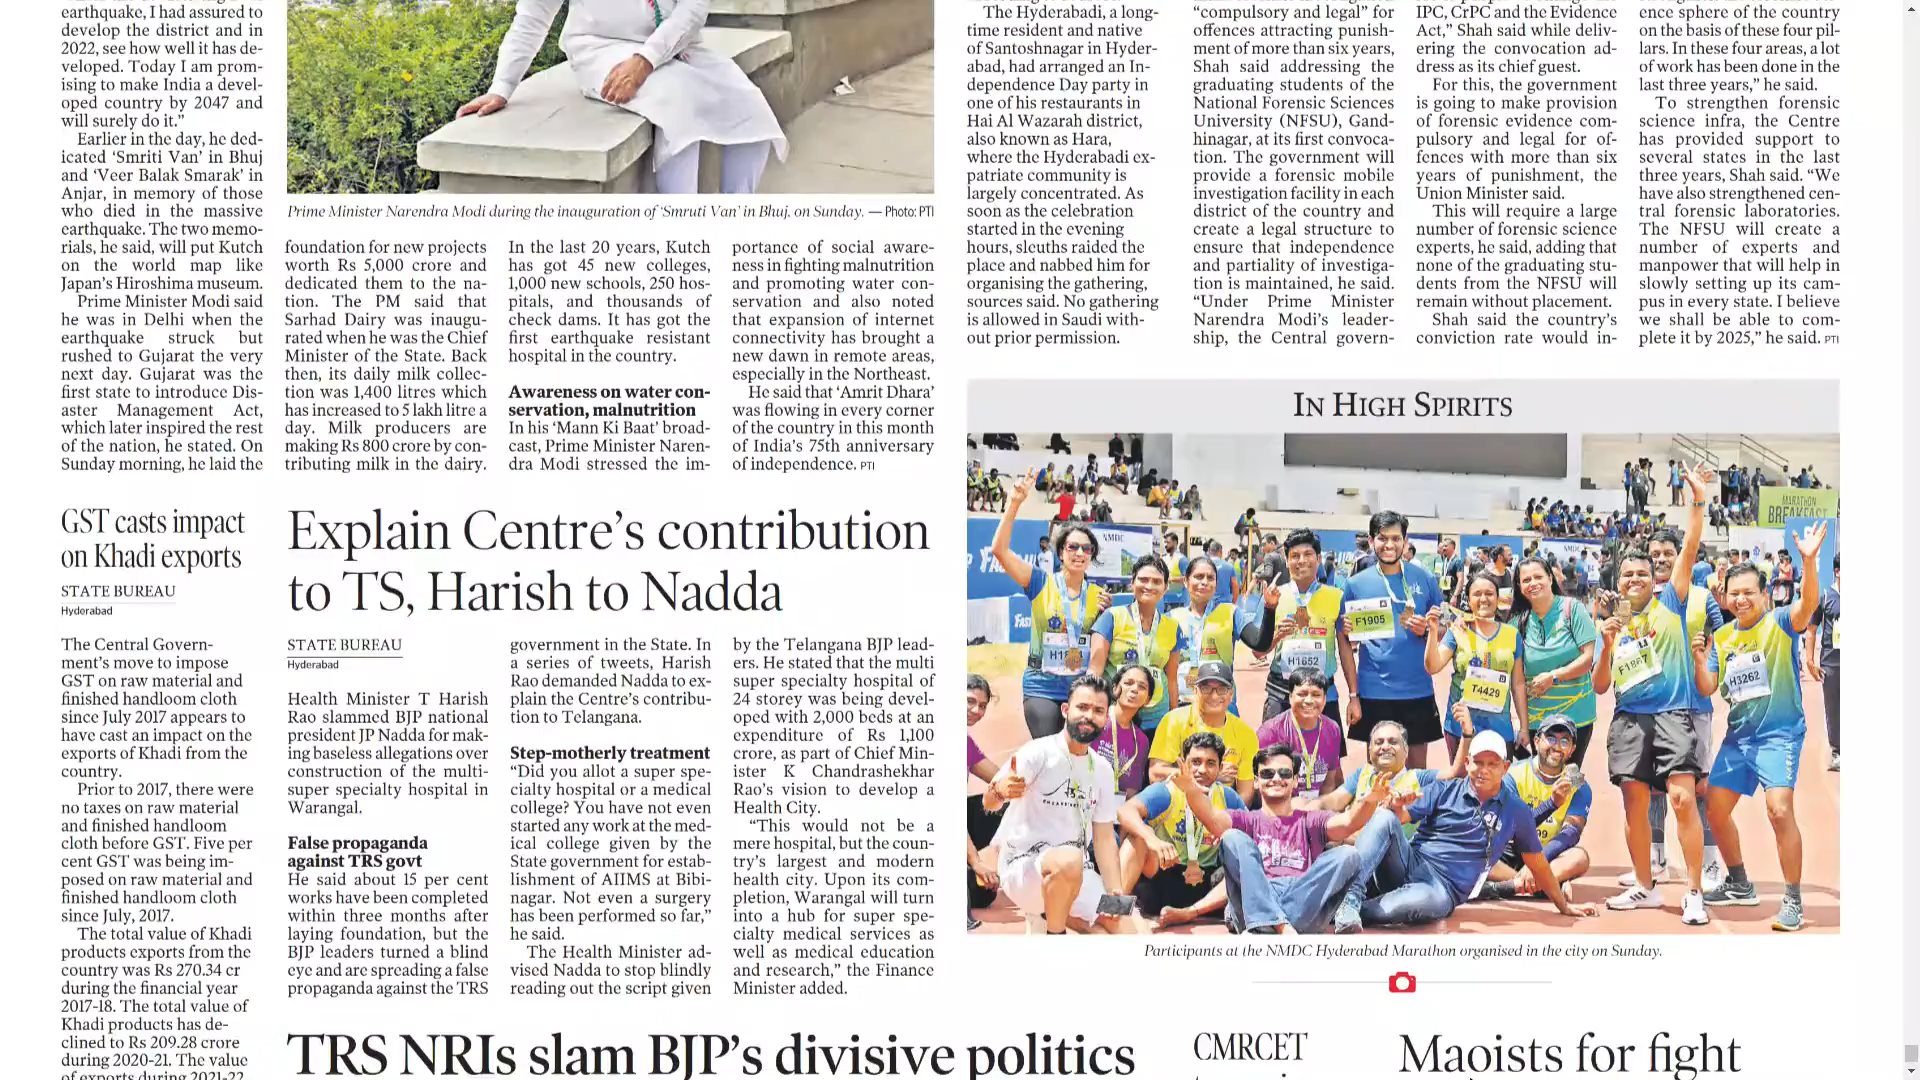 earthquake, I had assured to
develop the district and in
2022, see how well it has de-
veloped. Today I am prom-
ising to make India a devel-
oped country by 2047 and
will surely do it.”
Earlier in the day, he ded-
icated ‘Smriti Van’ in Bhuj
and ‘Veer Balak Smarak’ in
Anjar, in memory of those
who died in the massive
earthquake. The two memo-
rials, he said, will put Kutch
on the world map like
Japan’s Hiroshima museum.
Prime Minister Modi said
he was in Delhi when the
earthquake struck but
rushed to Gujarat the very
next day. Gujarat was the
first state to introduce Dis-
aster Management Act,
which later inspired the rest
of the nation, he stated. On
Sunday morning, he laid the
Prime Minister Narendra Modi during the inauguration of ‘Smruti Van’ in Bhuj, on Sunday. — Photo: PTI
foundation for new projects
worth Rs 5,000 crore and
dedicated them to the na-
tion. The PM said that
Sarhad Dairy was inaugu-
rated when he was the Chief
Minister of the State. Back
then, its daily milk collec-
tion was 1,400 litres which
has increased to 5 lakh litre a
day. Milk producers are
making Rs 800 crore by con-
tributing milk in the dairy.
In the last 20 years, Kutch
has got 45 new colleges,
1,000 new schools, 250 hos-
pitals, and thousands of
check dams. It has got the
first earthquake resistant
hospital in the country.
Awareness on water con-
servation, malnutrition
In his ‘Mann Ki Baat’ broad-
cast, Prime Minister Naren-
dra Modi stressed the im-
portance of social aware-
ness in fighting malnutrition
and promoting water con-
servation and also noted
that expansion of internet
connectivity has brought a
new dawn in remote areas,
especially in the Northeast.
He said that ‘Amrit Dhara’
was flowing in every corner
of the country in this month
of India’s 75th anniversary
of independence. PTI
The Hyderabadi, a long-
time resident and native
of Santoshnagar in Hyder-
abad, had arranged an In-
dependence Day party in
one of his restaurants in
Hai Al Wazarah district,
also known as Hara,
where the Hyderabadi ex-
patriate community is
largely concentrated. As
soon as the celebration
started in the evening
hours, sleuths raided the
place and nabbed him for
organising the gathering,
sources said. No gathering
is allowed in Saudi with-
out prior permission.
“compulsory and legal” for
offences attracting punish-
ment of more than six years,
Shah said addressing the
graduating students of the
National Forensic Sciences
University (NFSU), Gand-
hinagar, at its first convoca-
tion. The government will
provide a forensic mobile
investigation facility in each
district of the country and
create a legal structure to
ensure that independence
and partiality of investiga-
tion is maintained, he said.
“Under Prime Minister
Narendra Modi’s leader-
ship, the Central govern-
IPC, CrPC and the Evidence
Act,” Shah said while deliv-
ering the convocation ad-
dress as its chief guest.
For this, the government
is going to make provision
of forensic evidence com-
pulsory and legal for of-
fences with more than six
years of punishment, the
Union Minister said.
This will require a large
number of forensic science
experts, he said, adding that
none of the graduating stu-
dents from the NFSU will
remain without placement.
Shah said the country’s
conviction rate would in-
ence sphere of the country
on the basis of these four pil-
lars. In these four areas, a lot
of work has been done in the
last three years,” he said.
To strengthen forensic
science infra, the Centre
has provided support to
several states in the last
three years, Shah said. “We
have also strengthened cen-
tral forensic laboratories.
The NFSU will create a
number of experts and
manpower that will help in
slowly setting up its cam-
pus in every state. I believe
we shall be able to com-
plete it by 2025,” he said. PTI
GST casts impact
on Khadi exports
STATE BUREAU
Hyderabad
The Central Govern-
ment’s move to impose
GST on raw material and
finished handloom cloth
since July 2017 appears to
have cast an impact on the
exports of Khadi from the
country.
Prior to 2017, there were
no taxes on raw material
and finished handloom
cloth before GST. Five per
cent GST was being im-
posed on raw material and
finished handloom cloth
since July, 2017.
The total value of Khadi
products exports from the
country was Rs 270.34 cr
during the financial year
2017-18. The total value of
Khadi products has de-
clined to Rs 209.28 crore
during 2020-21. The value
of exports during 2021-22
Explain Centre’s contribution
to TS, Harish to Nadda
STATE BUREAU
Hyderabad
Health Minister T Harish
Rao slammed BJP national
president JP Nadda for mak-
ing baseless allegations over
construction of the multi-
super specialty hospital in
Warangal.
False propaganda
against TRS govt
He said about 15 per cent
works have been completed
within three months after
laying foundation, but the
BJP leaders turned a blind
eye and are spreading a false
propaganda against the TRS
government in the State. In
a series of tweets, Harish
Rao demanded Nadda to ex-
plain the Centre’s contribu-
tion to Telangana.
Step-motherly treatment
“Did you allot a super spe-
cialty hospital or a medical
college? You have not even
started any work at the med-
ical college given by the
State government for estab-
lishment of AIIMS at Bibi-
nagar. Not even a surgery
has been performed so far,”
he said.
The Health Minister ad-
vised Nadda to stop blindly
reading out the script given
by the Telangana BJP lead-
ers. He stated that the multi
super specialty hospital of
24 storey was being devel-
oped with 2,000 beds at an
expenditure of Rs 1,100
crore, as part of Chief Min-
ister K Chandrashekhar
Rao’s vision to develop a
Health City.
“This would not be a
mere hospital, but the coun-
try’s largest and modern
health city. Upon its com-
pletion, Warangal will turn
into a hub for super spe-
cialty medical services as
well as medical education
and research,” the Finance
Minister added.
IN HIGH SPIRITS
MARATHON
BREAKFAST
NMDC
F1905
H1652
T4429
H3262
Participants at the NMDC Hyderabad Marathon organised in the city on Sunday.
TRS NRIs slam BJP’s divisive politics
CMRCET
Maoists for fight